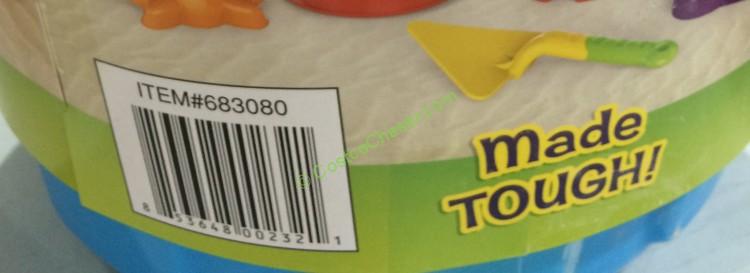 ITEM#683080
8 53648 00232 1
© CostcoChaser.com
made
TOUGH!